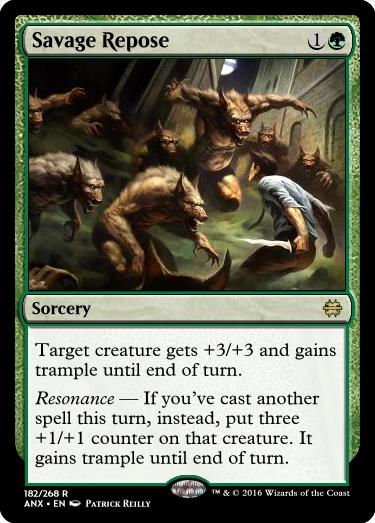 Savage Repose 1
Sorcery
Target creature gets +3/+3 and gains
trample until end of turn.
Resonance — If you've cast another
spell this turn, instead, put three
+1/+1 counter on that creature. It
gains trample until end of turn.
182/268 R
ANX • EN Patrick Reilly
™ & © 2016 Wizards of the Coast